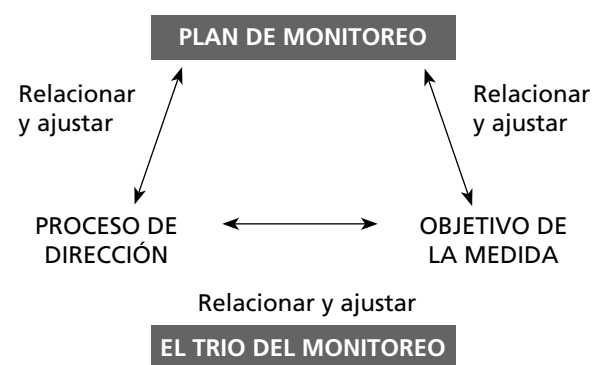 PLAN DE MONITOREO
Relacionar
y ajustar
Relacionar
y ajustar
PROCESO DE
DIRECCIÓN
OBJETIVO DE
LA MEDIDA
Relacionar y ajustar
EL TRIO DEL MONITOREO